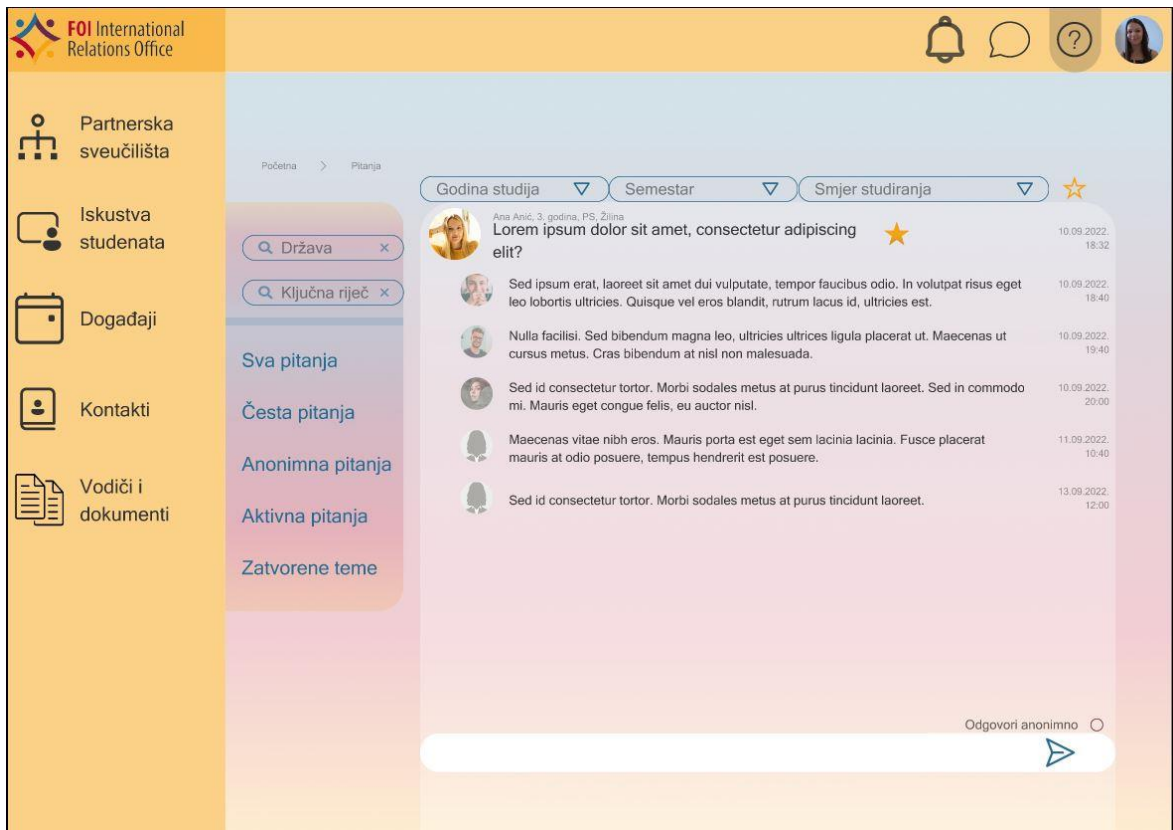 FOI International
Relations Office
Partnerska
sveučilišta
Iskustva
studenata
Događaji
Kontakti
Vodiči i
dokumenti
Početna > Pitanja
Država ×
Ključna riječ ×
Sva pitanja
Česta pitanja
Anonimna pitanja
Aktivna pitanja
Zatvorene teme
Godina studija
Semestar
Smjer studiranja
Ana Anić, 3. godina, PS, Žilina
Lorem ipsum dolor sit amet, consectetur adipiscing
elit?
10.09.2022.
18:32
Sed ipsum erat, laoreet sit amet dui vulputate, tempor faucibus odio. In volutpat risus eget
leo lobortis ultricies. Quisque vel eros blandit, rutrum lacus id, ultricies est.
10.09.2022.
18:40
Nulla facilisi. Sed bibendum magna leo, ultricies ultrices ligula placerat ut. Maecenas ut
cursus metus. Cras bibendum at nisl non malesuada.
10.09.2022.
19:40
Sed id consectetur tortor. Morbi sodales metus at purus tincidunt laoreet. Sed in commodo
mi. Mauris eget congue felis, eu auctor nisl.
10.09.2022.
20:00
Maecenas vitae nibh eros. Mauris porta est eget sem lacinia lacinia. Fusce placerat
mauris at odio posuere, tempus hendrerit est posuere.
11.09.2022.
10:40
Sed id consectetur tortor. Morbi sodales metus at purus tincidunt laoreet.
13.09.2022.
12:00
Odgovori anonimno